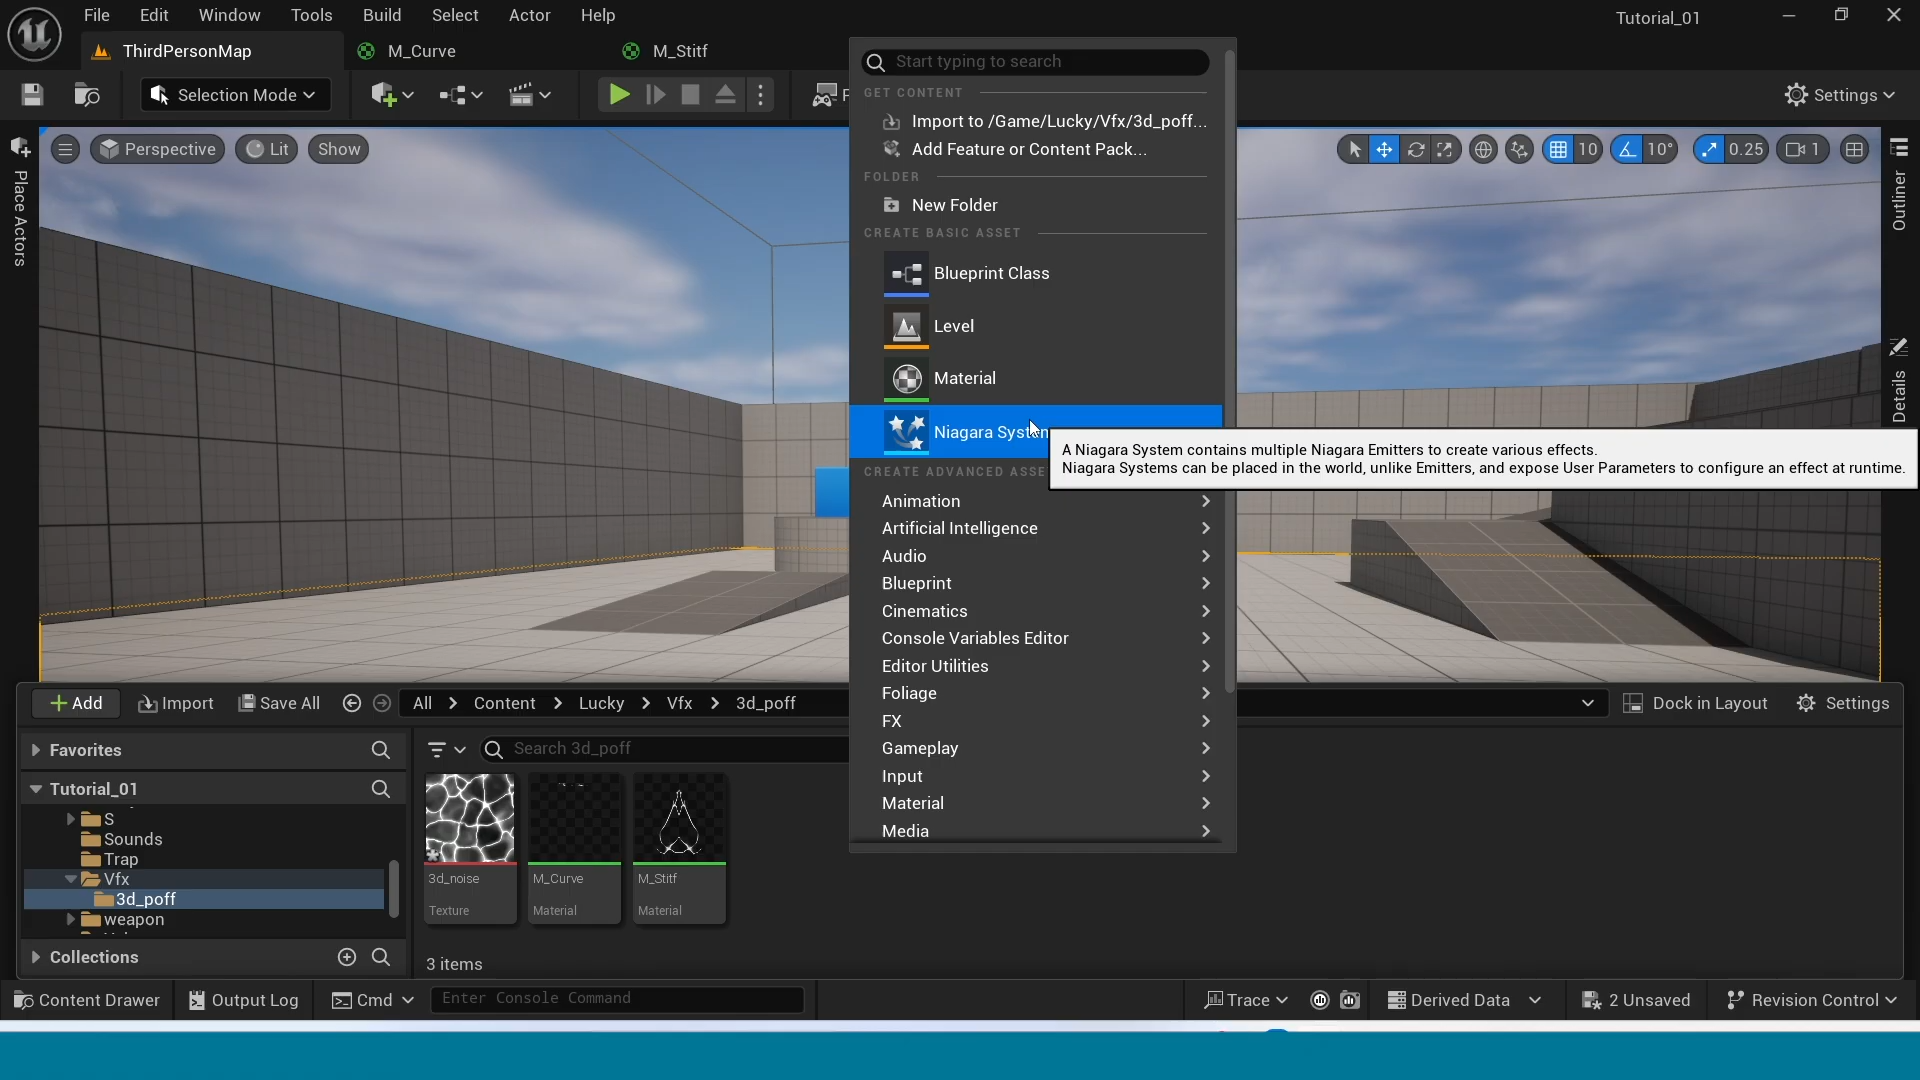 File Edit Window Tools Build Select Actor Help Tutorial_01
ThirdPersonMap M_Curve M_Stitf
Selection Mode Settings
Perspective Lit Show 10 10° 0.25 1
Place Actors
Outliner
Details
Start typing to search
GET CONTENT
Import to /Game/Lucky/Vfx/3d_poff...
Add Feature or Content Pack...
FOLDER
New Folder
CREATE BASIC ASSET
Blueprint Class
Level
Material
Niagara System
A Niagara System contains multiple Niagara Emitters to create various effects.
Niagara Systems can be placed in the world, unlike Emitters, and expose User Parameters to configure an effect at runtime.
CREATE ADVANCED ASSE
Animation
Artificial Intelligence
Audio
Blueprint
Cinematics
Console Variables Editor
Editor Utilities
Foliage
FX
Gameplay
Input
Material
Media
Add Import Save All All Content Lucky Vfx 3d_poff Dock in Layout Settings
Favorites
Search 3d_poff
Tutorial_01
S
Sounds
Trap
Vfx
3d_poff
weapon
Collections
3d_noise
Texture
M_Curve
Material
M_Stitf
Material
3 items
Content Drawer Output Log Cmd Enter Console Command Trace Derived Data 2 Unsaved Revision Control